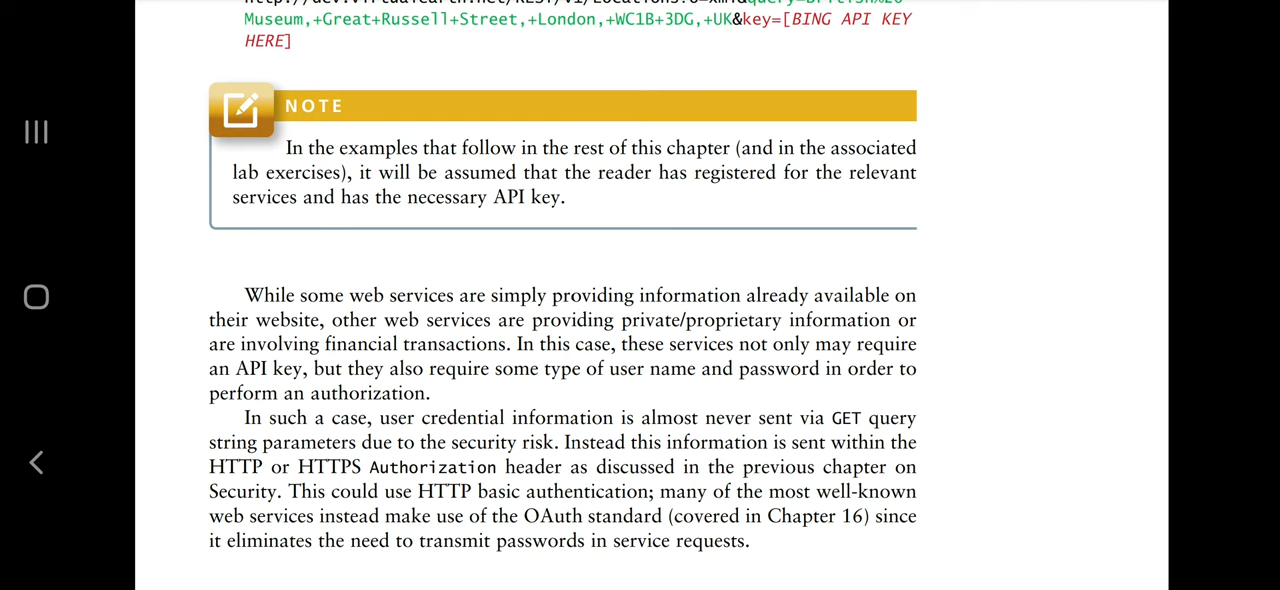 Museum,+Great+Russell+Street,+London,+WC1B+3DG,+UK&key=[BING API KEY
HERE]
NOTE
In the examples that follow in the rest of this chapter (and in the associated
lab exercises), it will be assumed that the reader has registered for the relevant
services and has the necessary API key.
While some web services are simply providing information already available on
their website, other web services are providing private/proprietary information or
are involving financial transactions. In this case, these services not only may require
an API key, but they also require some type of user name and password in order to
perform an authorization.
In such a case, user credential information is almost never sent via GET query
string parameters due to the security risk. Instead this information is sent within the
HTTP or HTTPS Authorization header as discussed in the previous chapter on
Security. This could use HTTP basic authentication; many of the most well-known
web services instead make use of the OAuth standard (covered in Chapter 16) since
it eliminates the need to transmit passwords in service requests.